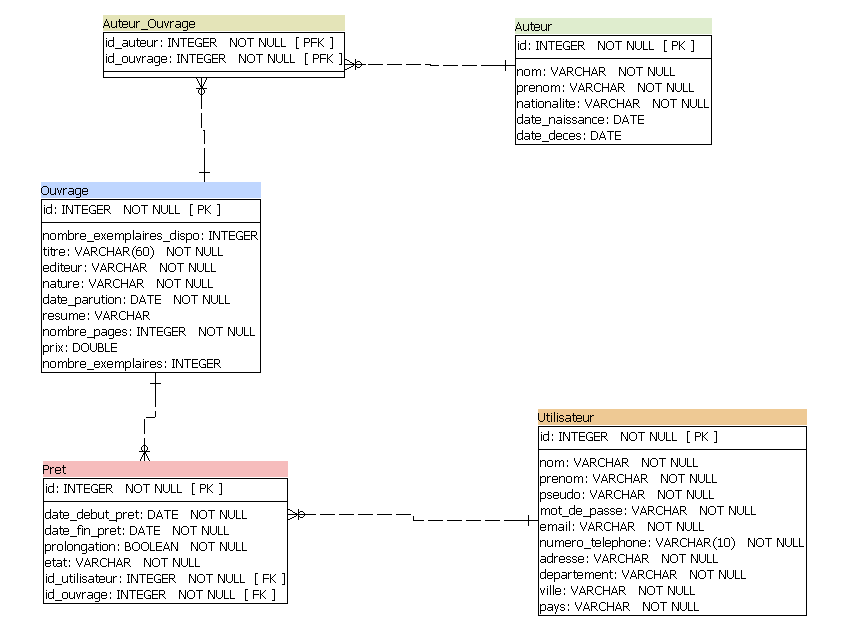 Auteur_Ouvrage
id_auteur: INTEGER NOT NULL [ PFK ]
id_ouvrage: INTEGER NOT NULL [ PFK ]
Auteur
id: INTEGER NOT NULL [ PK ]
nom: VARCHAR NOT NULL
prenom: VARCHAR NOT NULL
nationalite: VARCHAR NOT NULL
date_naissance: DATE
date_deces: DATE
Ouvrage
id: INTEGER NOT NULL [ PK ]
nombre_exemplaires_dispo: INTEGER
titre: VARCHAR(60) NOT NULL
editeur: VARCHAR NOT NULL
nature: VARCHAR NOT NULL
date_parution: DATE NOT NULL
resume: VARCHAR
nombre_pages: INTEGER NOT NULL
prix: DOUBLE
nombre_exemplaires: INTEGER
Pret
id: INTEGER NOT NULL [ PK ]
date_debut_pret: DATE NOT NULL
date_fin_pret: DATE NOT NULL
prolongation: BOOLEAN NOT NULL
etat: VARCHAR NOT NULL
id_utilisateur: INTEGER NOT NULL [ FK ]
id_ouvrage: INTEGER NOT NULL [ FK ]
Utilisateur
id: INTEGER NOT NULL [ PK ]
nom: VARCHAR NOT NULL
prenom: VARCHAR NOT NULL
pseudo: VARCHAR NOT NULL
mot_de_passe: VARCHAR NOT NULL
email: VARCHAR NOT NULL
numero_telephone: VARCHAR(10) NOT NULL
adresse: VARCHAR NOT NULL
departement: VARCHAR NOT NULL
ville: VARCHAR NOT NULL
pays: VARCHAR NOT NULL